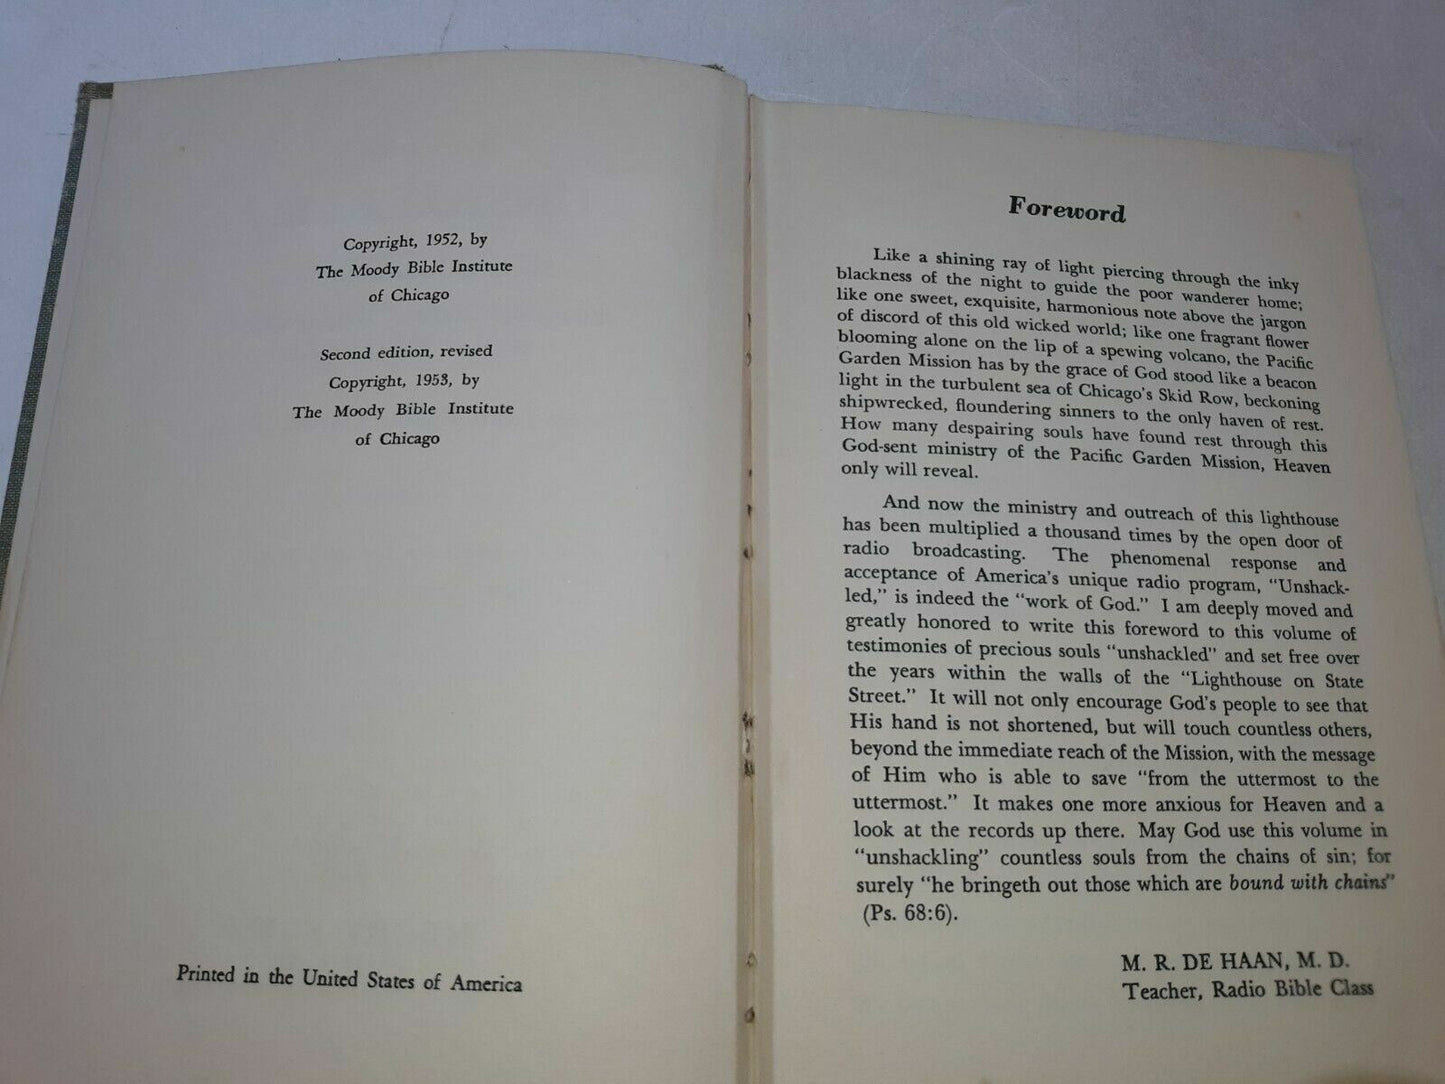 Copyright, 1952, by
The Moody Bible Institute
of Chicago
Second edition, revised
Copyright, 1953, by
The Moody Bible Institute
of Chicago
Printed in the United States of America
Foreword
Like a shining ray of light piercing through the inky
blackness of the night to guide the poor wanderer home;
like one sweet, exquisite, harmonious note above the jargon
of discord of this old wicked world; like one fragrant flower
blooming alone on the lip of a spewing volcano, the Pacific
Garden Mission has by the grace of God stood like a beacon
light in the turbulent sea of Chicago's Skid Row, beckoning
shipwrecked, floundering sinners to the only haven of rest.
How many despairing souls have found rest through this
God-sent ministry of the Pacific Garden Mission, Heaven
only will reveal.
And now the ministry and outreach of this lighthouse
has been multiplied a thousand times by the open door of
radio broadcasting. The phenomenal response and
acceptance of America's unique radio program, "Unshack-
led," is indeed the "work of God." I am deeply moved and
greatly honored to write this foreword to this volume of
testimonies of precious souls "unshackled" and set free over
the years within the walls of the "Lighthouse on State
Street." It will not only encourage God's people to see that
His hand is not shortened, but will touch countless others,
beyond the immediate reach of the Mission, with the message
of Him who is able to save "from the uttermost to the
uttermost." It makes one more anxious for Heaven and a
look at the records up there. May God use this volume in
"unshackling" countless souls from the chains of sin; for
surely "he bringeth out those which are bound with chains"
(Ps. 68:6).
M. R. DE HAAN, M. D.
Teacher, Radio Bible Class